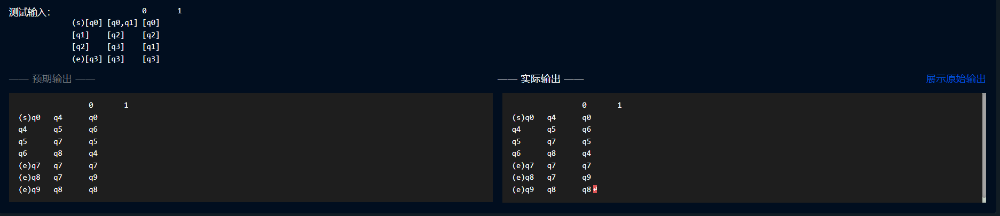 测试输入： 0 1
(s)[q0] [q0,q1] [q0]
[q1] [q2] [q2]
[q2] [q3] [q1]
(e)[q3] [q3] [q3]
—— 预期输出 ——
0 1
(s)q0 q4 q0
q4 q5 q6
q5 q7 q5
q6 q8 q4
(e)q7 q7 q7
(e)q8 q7 q9
(e)q9 q8 q8
—— 实际输出 ——
展示原始输出
0 1
(s)q0 q4 q0
q4 q5 q6
q5 q7 q5
q6 q8 q4
(e)q7 q7 q7
(e)q8 q7 q9
(e)q9 q8 q8↵